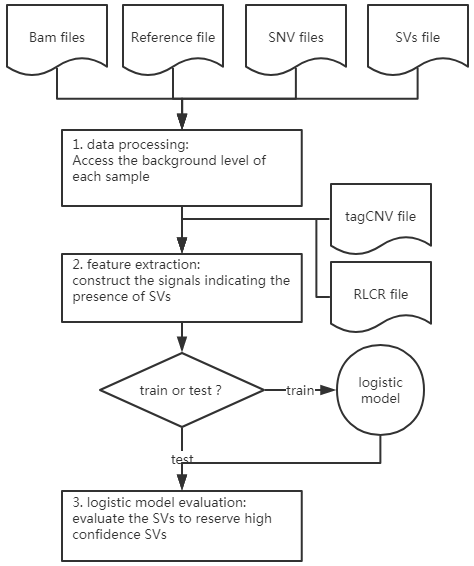 Bam files
Reference file
SNV files
SVs file
1. data processing:
Access the background level of
each sample
tagCNV file
2. feature extraction:
construct the signals indicating the
presence of SVs
RLCR file
train or test ?
train
logistic
model
test
3. logistic model evaluation:
evaluate the SVs to reserve high
confidence SVs